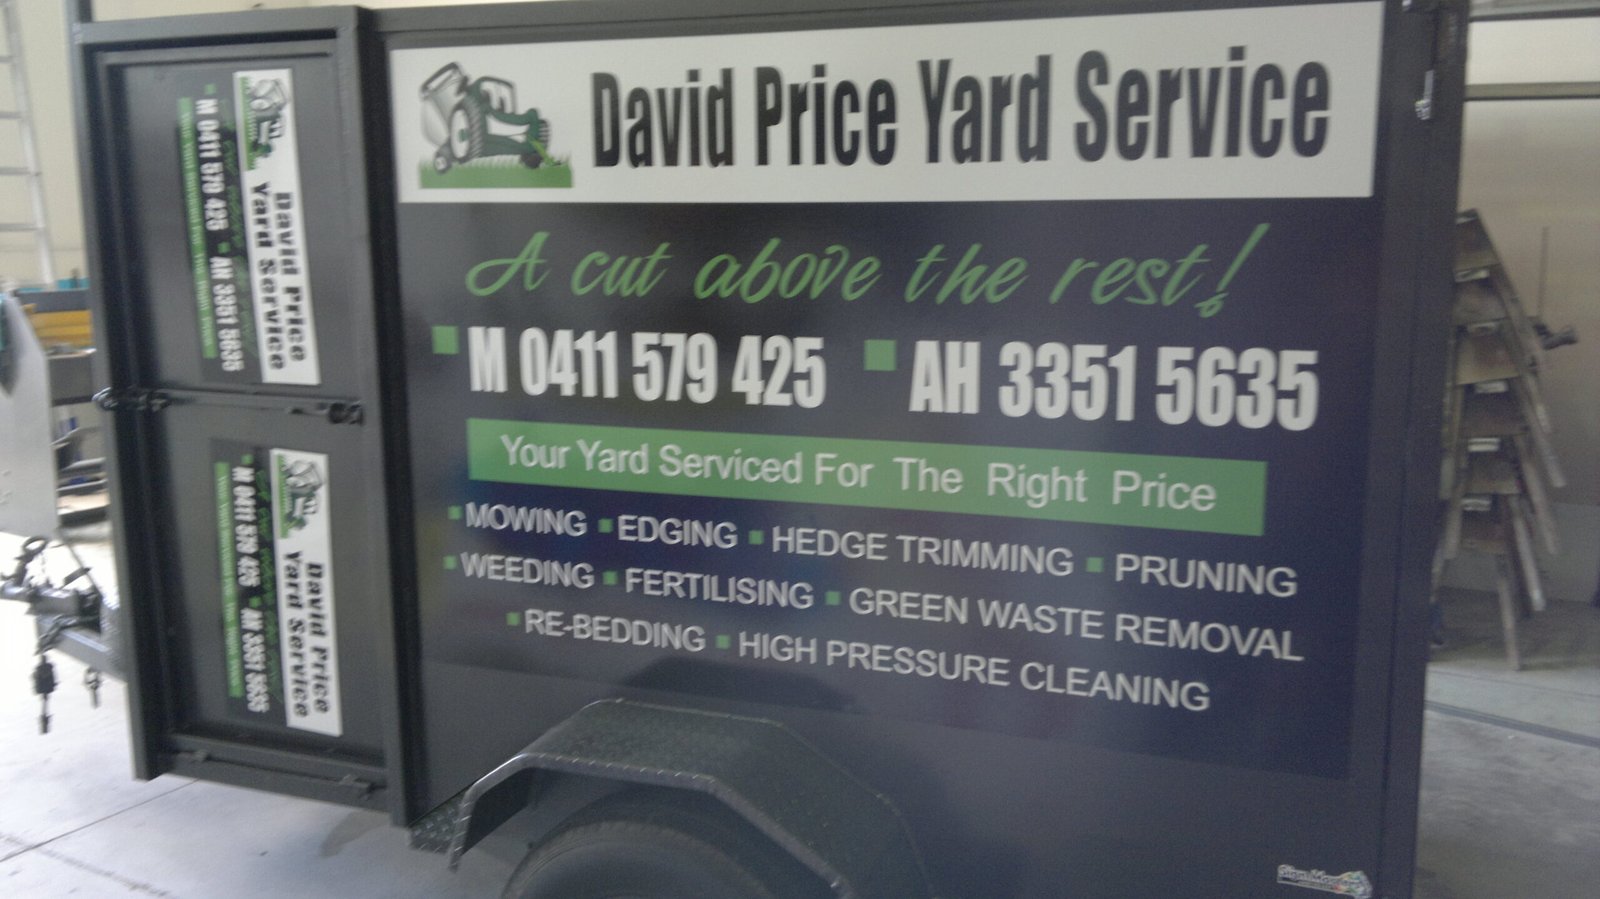 David Price Yard Service
A cut above the rest!
M 0411 579 425 AH 3351 5635
Your Yard Serviced For The Right Price
MOWING EDGING HEDGE TRIMMING PRUNING
WEEDING FERTILISING GREEN WASTE REMOVAL
RE-BEDDING HIGH PRESSURE CLEANING
David Price
Yard Service
M 0411 579 425 AH 3351 5635
David Price
Yard Service
M 0411 579 425 AH 3351 5635